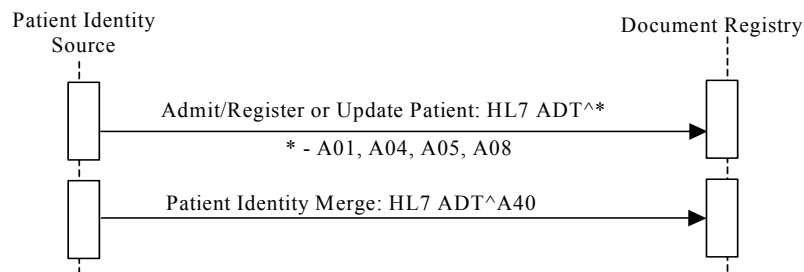 Patient Identity
Source
Document Registry
Admit/Register or Update Patient: HL7 ADT^*
* - A01, A04, A05, A08
Patient Identity Merge: HL7 ADT^A40